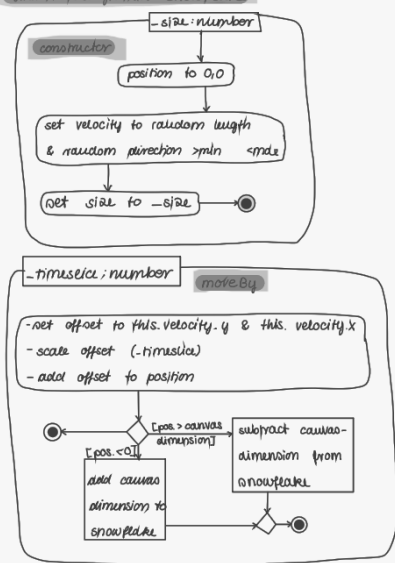 _size: number
constructor
position to 0,0
set velocity to random length
& random direction >min <max
set size to _size
_timeslice; number
moveBy
-set offset to this.velocity.y & this.velocity.x
- scale offset (_timeslice)
- add offset to position
[pos.>canvas
dimension]
[pos.<0]
subtract canvas-
dimension from
snowflake
add canvas
dimension to
snowflake